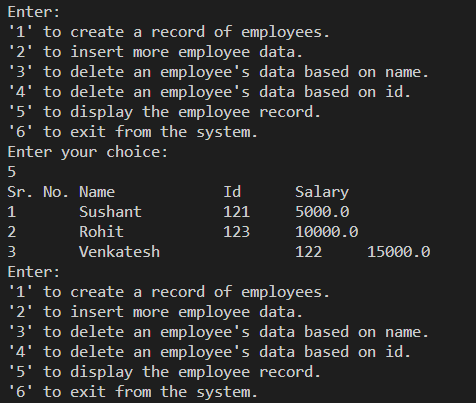 Enter:
'1' to create a record of employees.
'2' to insert more employee data.
'3' to delete an employee's data based on name.
'4' to delete an employee's data based on id.
'5' to display the employee record.
'6' to exit from the system.
Enter your choice:
5
Sr. No. Name Id Salary
1 Sushant 121 5000.0
2 Rohit 123 10000.0
3 Venkatesh 122 15000.0
Enter:
'1' to create a record of employees.
'2' to insert more employee data.
'3' to delete an employee's data based on name.
'4' to delete an employee's data based on id.
'5' to display the employee record.
'6' to exit from the system.